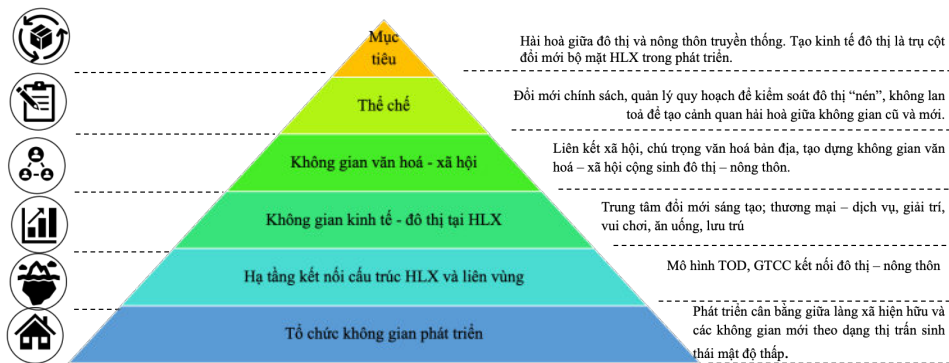 Mục
tiêu
Hài hoà giữa đô thị và nông thôn truyền thống. Tạo kinh tế đô thị là trụ cột
đổi mới bộ mặt HLX trong phát triển.
Thể chế
Đổi mới chính sách, quản lý quy hoạch để kiểm soát đô thị “nén”, không lan
toả để tạo cảnh quan hải hoà giữa không gian cũ và mới.
Không gian văn hoá - xã hội
Liên kết xã hội, chú trọng văn hoá bản địa, tạo dựng không gian văn
hoá – xã hội cộng sinh đô thị – nông thôn.
Không gian kinh tế - đô thị tại HLX
Trung tâm đổi mới sáng tạo; thương mại – dịch vụ, giải trí,
vui chơi, ăn uống, lưu trú
Hạ tầng kết nối cấu trúc HLX và liên vùng
Mô hình TOD, GTCC kết nối đô thị – nông thôn
Tổ chức không gian phát triển
Phát triển cân bằng giữa làng xã hiện hữu và
các không gian mới theo dạng thị trấn sinh
thái mật độ thấp.